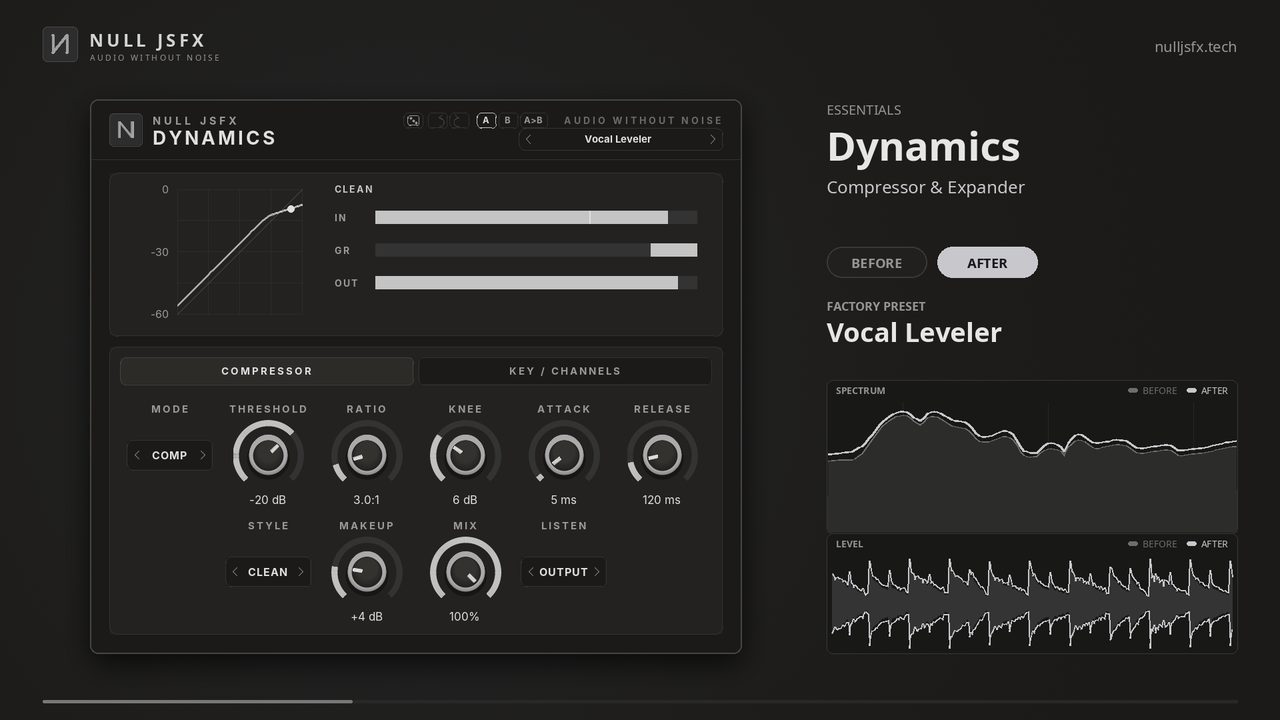 NULL JSFX
AUDIO WITHOUT NOISE
nulljsfx.tech
NULL JSFX
DYNAMICS
A B A>B
AUDIO WITHOUT NOISE
Vocal Leveler
0
-30
-60
CLEAN
IN
GR
OUT
COMPRESSOR
KEY / CHANNELS
MODE THRESHOLD RATIO KNEE ATTACK RELEASE
COMP
-20 dB 3.0:1 6 dB 5 ms 120 ms
STYLE MAKEUP MIX LISTEN
CLEAN OUTPUT
+4 dB 100%
ESSENTIALS
Dynamics
Compressor & Expander
BEFORE AFTER
FACTORY PRESET
Vocal Leveler
SPECTRUM BEFORE AFTER
LEVEL BEFORE AFTER